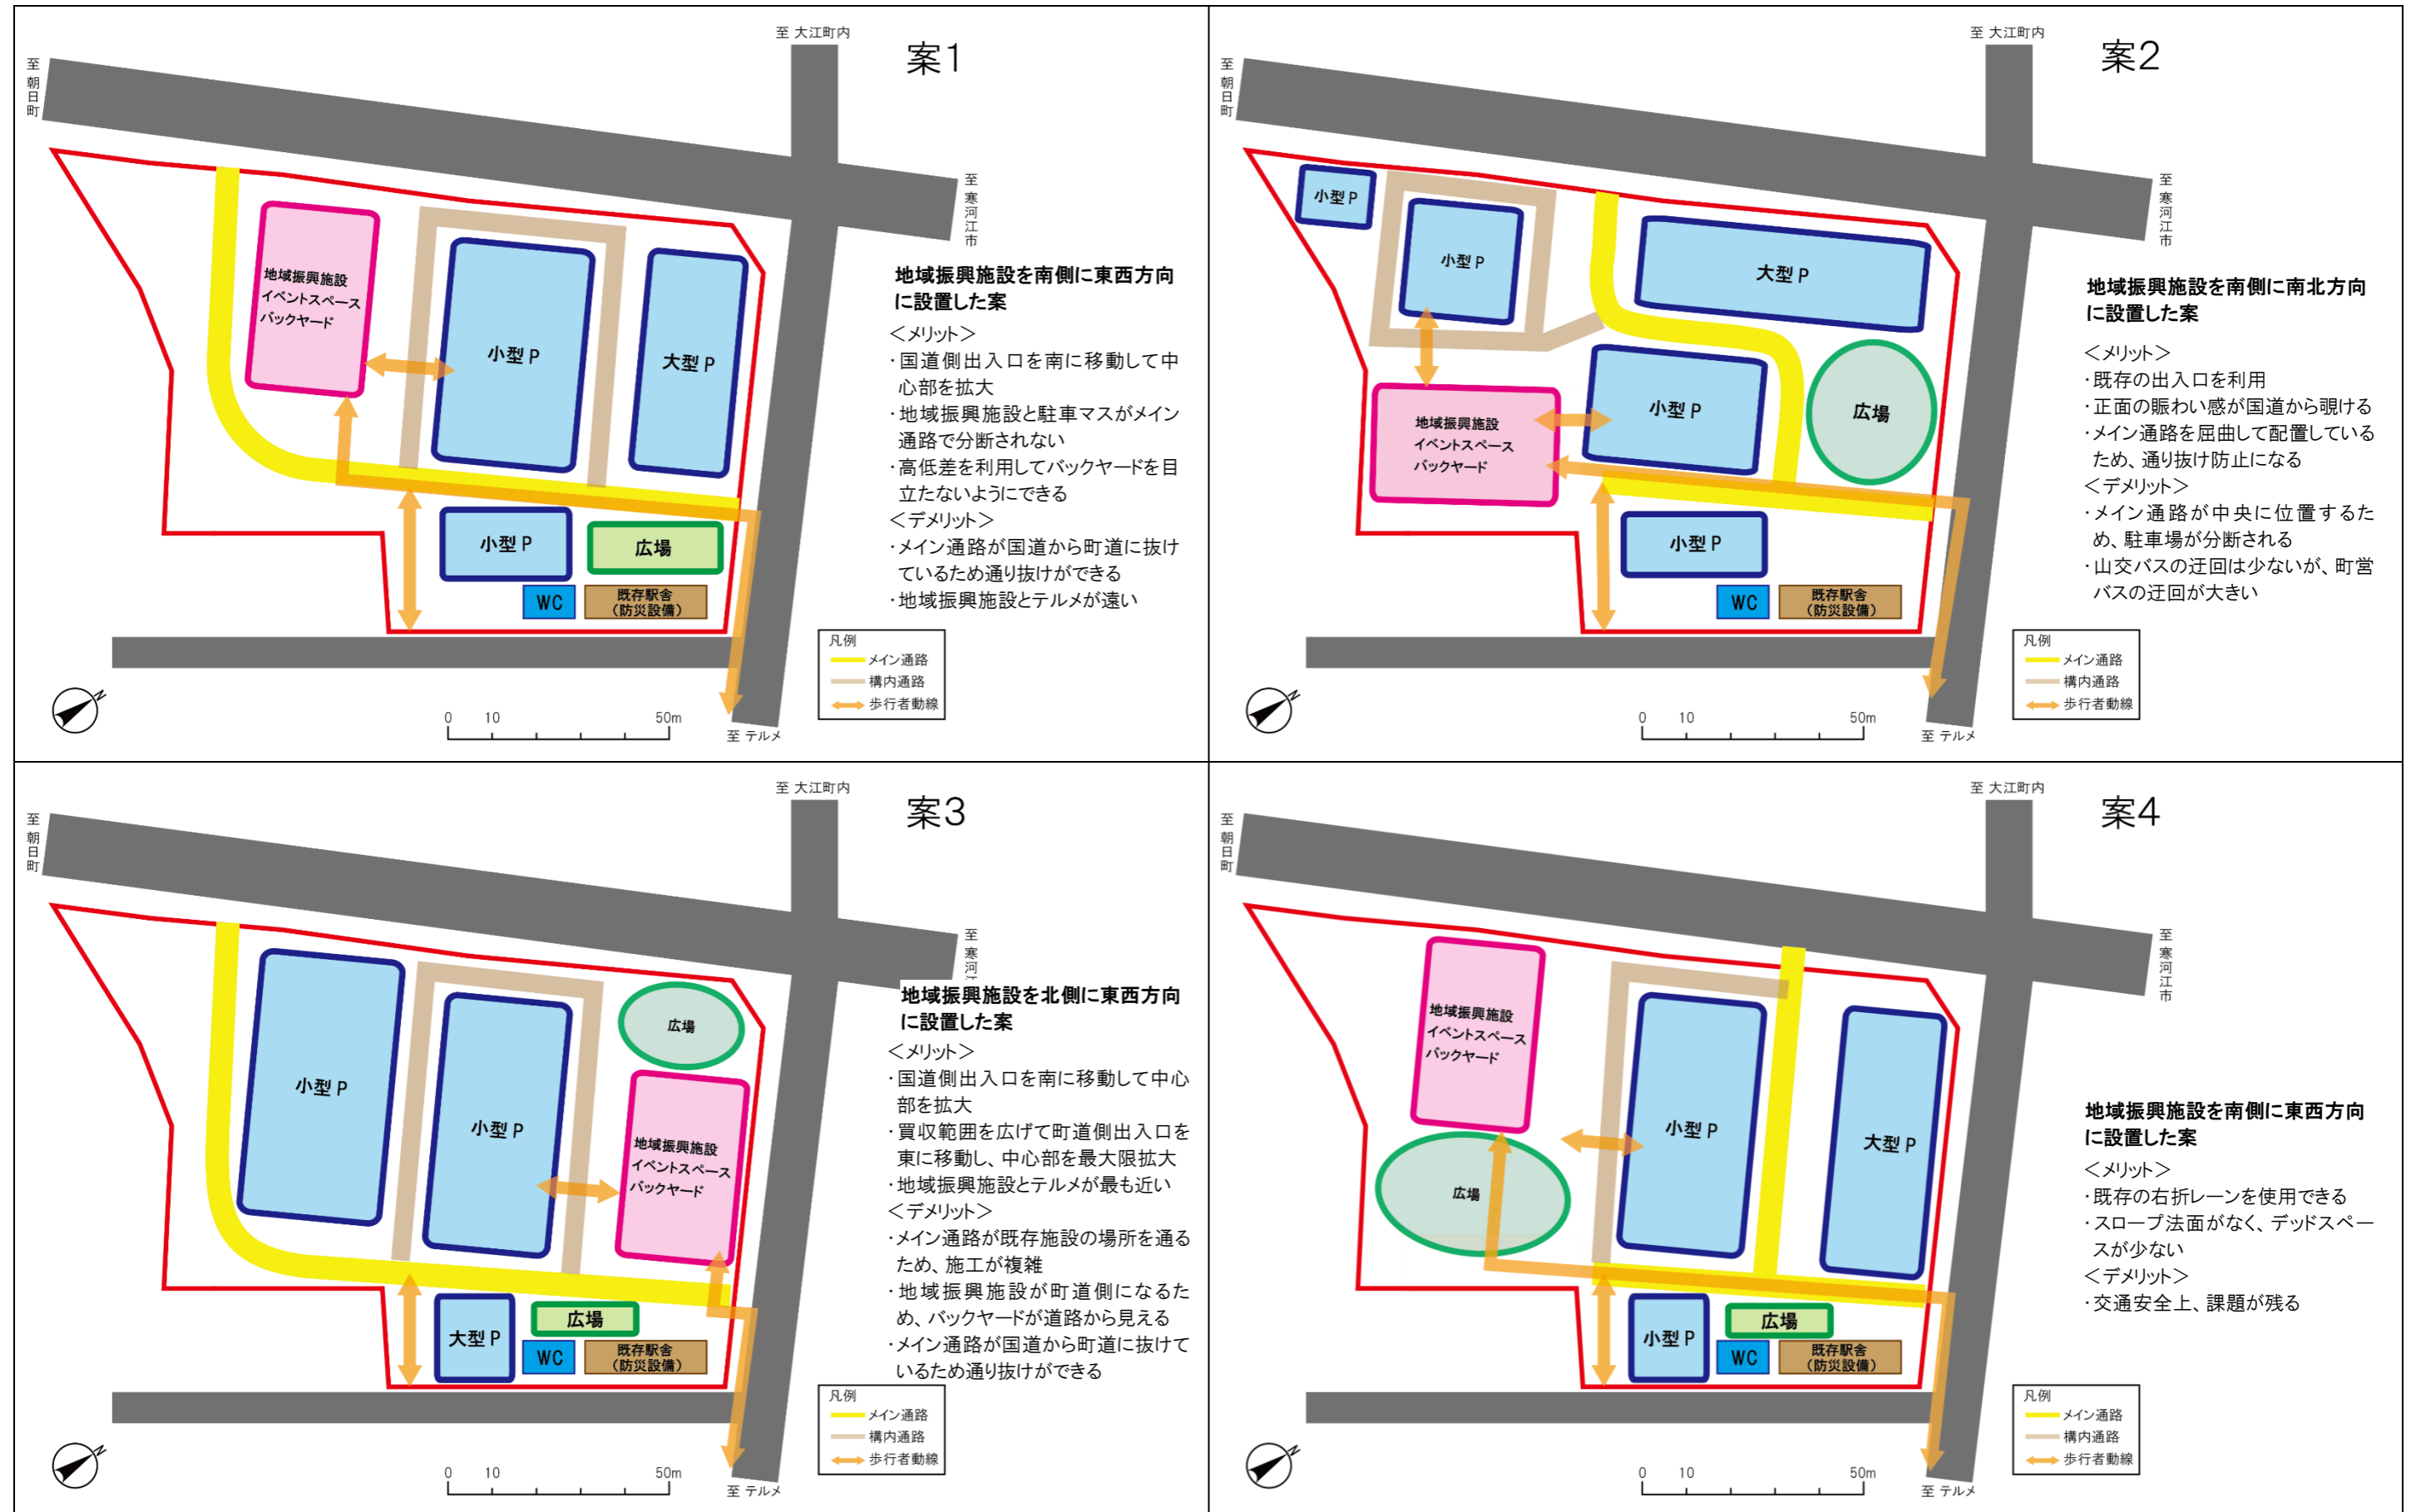 案1
至 大江町内
至
朝
日
町
至
寒
河
江
市
地域振興施設
イベントスペース
バックヤード
小型 P
大型 P
小型 P
広場
WC
既存駅舎
(防災設備)
地域振興施設を南側に東西方向
に設置した案
<メリット>
・国道側出入口を南に移動して中
心部を拡大
・地域振興施設と駐車マスがメイン
通路で分断されない
・高低差を利用してバックヤードを目
立たないようにできる
<デメリット>
・メイン通路が国道から町道に抜け
ているため通り抜けができる
・地域振興施設とテルメが遠い
凡例
メイン通路
構内通路
歩行者動線
N
0 10 50m
至 テルメ
案2
至 大江町内
至
朝
日
町
至
寒
河
江
市
小型 P
小型 P
大型 P
小型 P
広場
地域振興施設
イベントスペース
バックヤード
小型 P
WC
既存駅舎
(防災設備)
地域振興施設を南側に南北方向
に設置した案
<メリット>
・既存の出入口を利用
・正面の賑わい感が国道から覗ける
・メイン通路を屈曲して配置している
ため、通り抜け防止になる
<デメリット>
・メイン通路が中央に位置するた
め、駐車場が分断される
・山交バスの迂回は少ないが、町営
バスの迂回が大きい
凡例
メイン通路
構内通路
歩行者動線
N
0 10 50m
至 テルメ
案3
至 大江町内
至
朝
日
町
至
寒
河
小型 P
小型 P
広場
地域振興施設
イベントスペース
バックヤード
大型 P
広場
WC
既存駅舎
(防災設備)
地域振興施設を北側に東西方向
に設置した案
<メリット>
・国道側出入口を南に移動して中心
部を拡大
・買収範囲を広げて町道側出入口を
東に移動し、中心部を最大限拡大
・地域振興施設とテルメが最も近い
<デメリット>
・メイン通路が既存施設の場所を通る
ため、施工が複雑
・地域振興施設が町道側になるた
め、バックヤードが道路から見える
・メイン通路が国道から町道に抜けて
いるため通り抜けができる
凡例
メイン通路
構内通路
歩行者動線
N
0 10 50m
至 テルメ
案4
至 大江町内
至
朝
日
町
至
寒
河
江
市
地域振興施設
イベントスペース
バックヤード
小型 P
大型 P
広場
小型 P
広場
WC
既存駅舎
(防災設備)
地域振興施設を南側に東西方向
に設置した案
<メリット>
・既存の右折レーンを使用できる
・スロープ法面がなく、デッドスペー
スが少ない
<デメリット>
・交通安全上、課題が残る
凡例
メイン通路
構内通路
歩行者動線
N
0 10 50m
至 テルメ